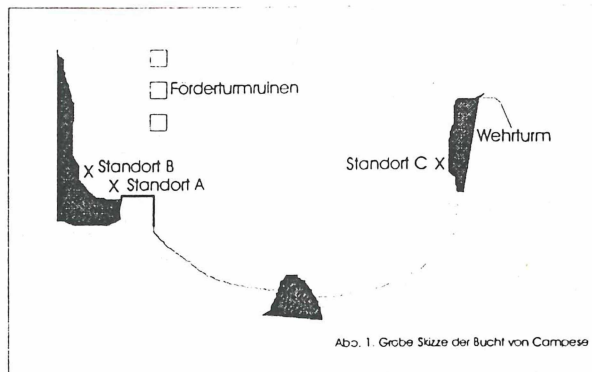 Förderturmruinen
Wehrturm
X Standort B
Standort C X
X Standort A
Abb. 1. Grobe Skizze der Bucht von Campese